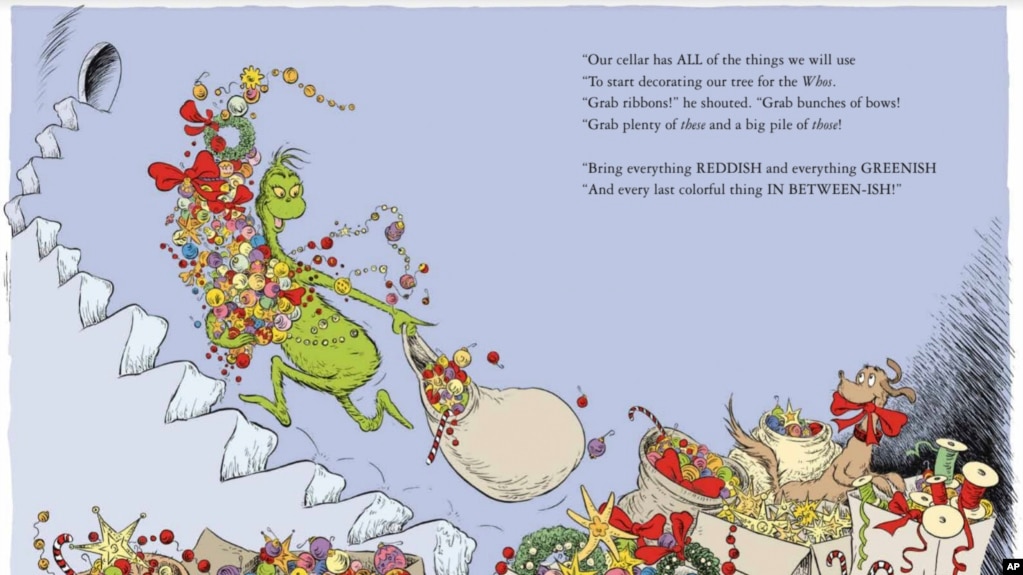 “Our cellar has ALL of the things we will use
“To start decorating our tree for the Whos.
“Grab ribbons!” he shouted. “Grab bunches of bows!
“Grab plenty of these and a big pile of those!
“Bring everything REDDISH and everything GREENISH
“And every last colorful thing IN BETWEEN-ISH!”
AP